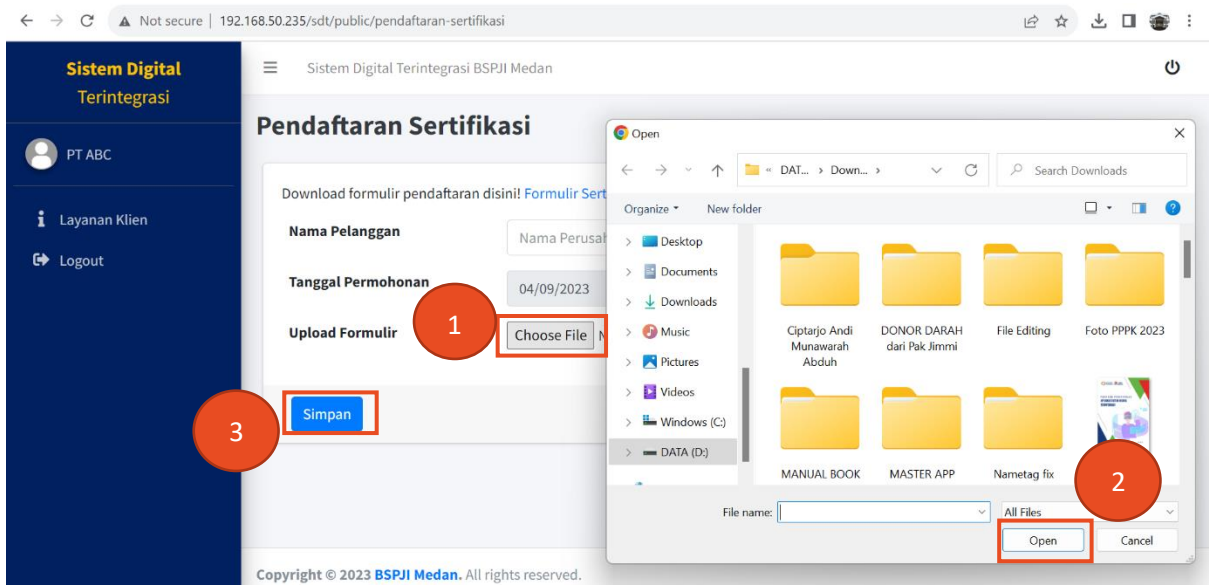 Not secure | 192.168.50.235/sdt/public/pendaftaran-sertifikasi
Sistem Digital
Terintegrasi
PT ABC
Layanan Klien
Logout
Sistem Digital Terintegrasi BSPJI Medan
Pendaftaran Sertifikasi
Download formulir pendaftaran disini! Formulir Sert
Nama Pelanggan
Nama Perusah
Tanggal Permohonan
04/09/2023
Upload Formulir
1
Choose File N
3
Simpan
Copyright © 2023 BSPJI Medan. All rights reserved.
Open
« DAT... › Down... ›
Search Downloads
Organize
New folder
Desktop
Documents
Downloads
Music
Pictures
Videos
Windows (C:)
DATA (D:)
Ciptarjo Andi
Munawarah
Abduh
DONOR DARAH
dari Pak Jimmi
File Editing
Foto PPPK 2023
MANUAL BOOK
MASTER APP
Nametag fix
2
File name:
All Files
Open
Cancel